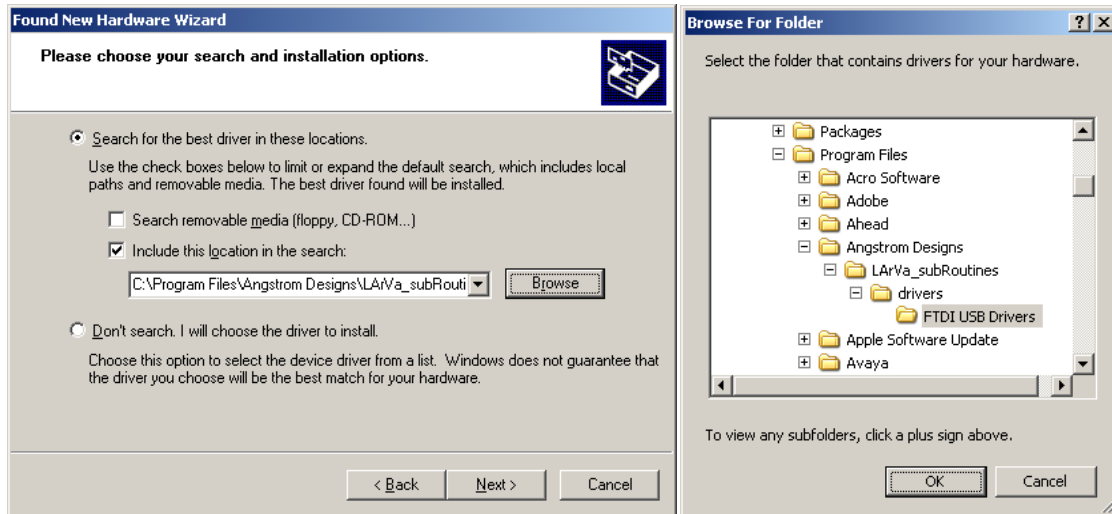 Found New Hardware Wizard
Please choose your search and installation options.
Search for the best driver in these locations.
Use the check boxes below to limit or expand the default search, which includes local
paths and removable media. The best driver found will be installed.
Search removable media (floppy, CD-ROM...)
Include this location in the search:
C:\Program Files\Angstrom Designs\LArVa_subRouti
Browse
Don't search. I will choose the driver to install.
Choose this option to select the device driver from a list. Windows does not guarantee that
the driver you choose will be the best match for your hardware.
< Back
Next >
Cancel
Browse For Folder
Select the folder that contains drivers for your hardware.
Packages
Program Files
Acro Software
Adobe
Ahead
Angstrom Designs
LArVa_subRoutines
drivers
FTDI USB Drivers
Apple Software Update
Avaya
To view any subfolders, click a plus sign above.
OK
Cancel